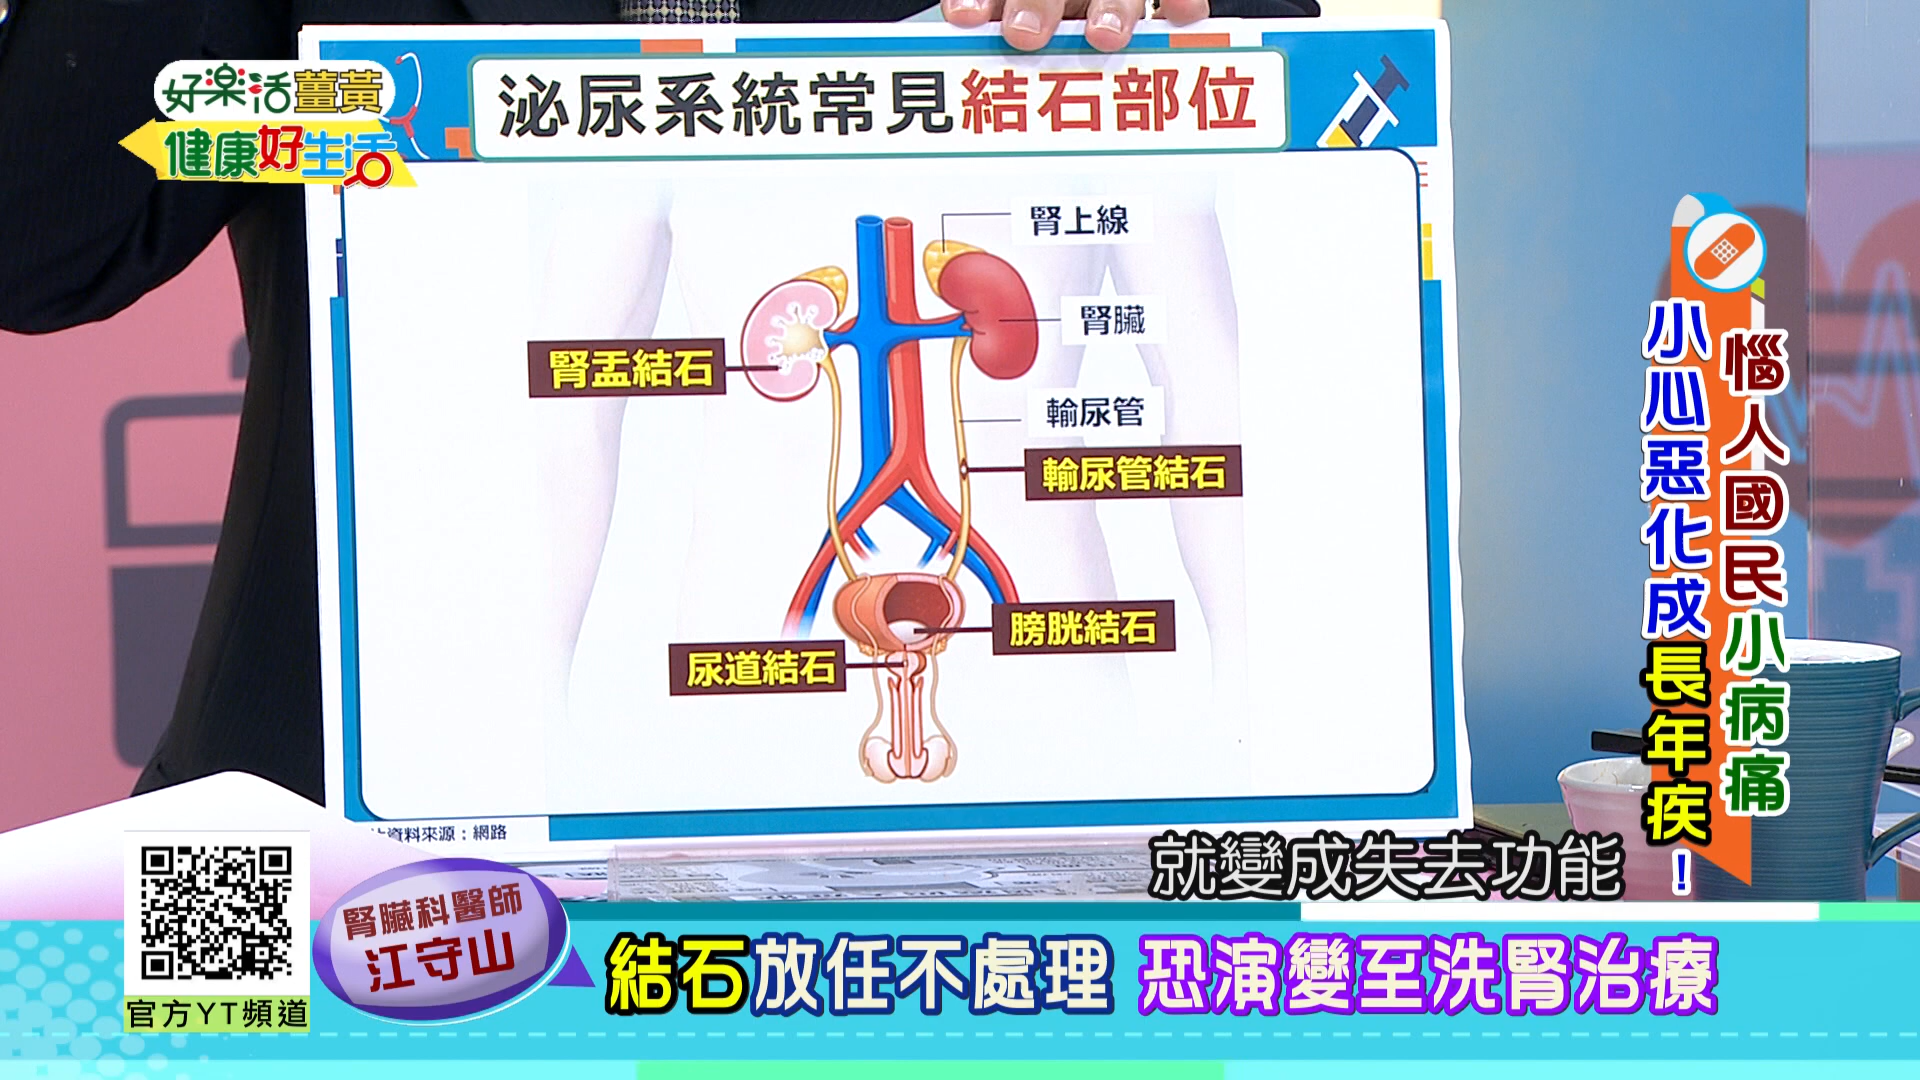 好樂活薑黃
健康好生活
泌尿系統常見結石部位
腎上線
腎臟
腎盂結石
輸尿管
輸尿管結石
膀胱結石
尿道結石
資料來源：網路
惱人國民小病痛
小心惡化成長年疾！
就變成失去功能
腎臟科醫師
江守山
結石放任不處理 恐演變至洗腎治療
官方YT頻道